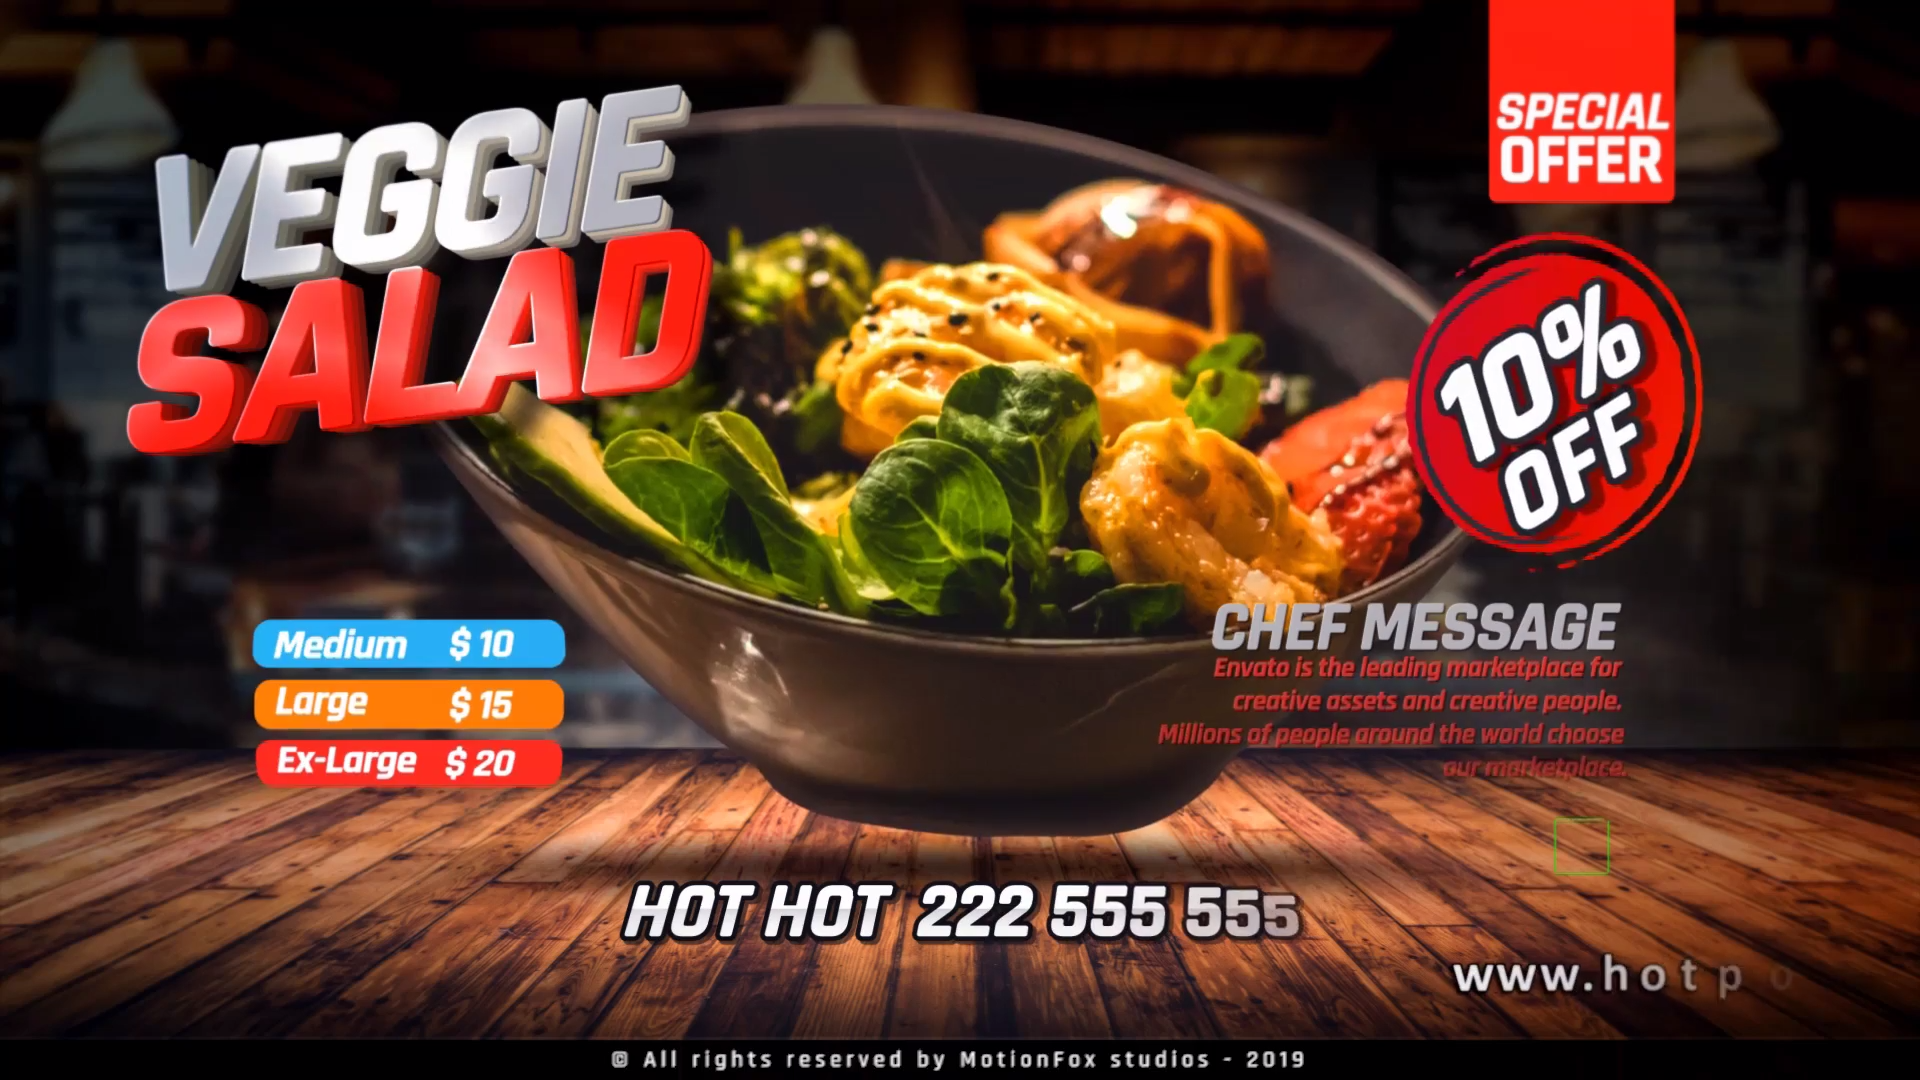 VEGGIE
SALAD
SPECIAL
OFFER
10%
OFF
Medium $ 10
Large $ 15
Ex-Large $ 20
CHEF MESSAGE
Envato is the leading marketplace for
creative assets and creative people.
Millions of people around the world choose
our marketplace.
HOT HOT 222 555 555
www.hotpo
© All rights reserved by MotionFox studios - 2019